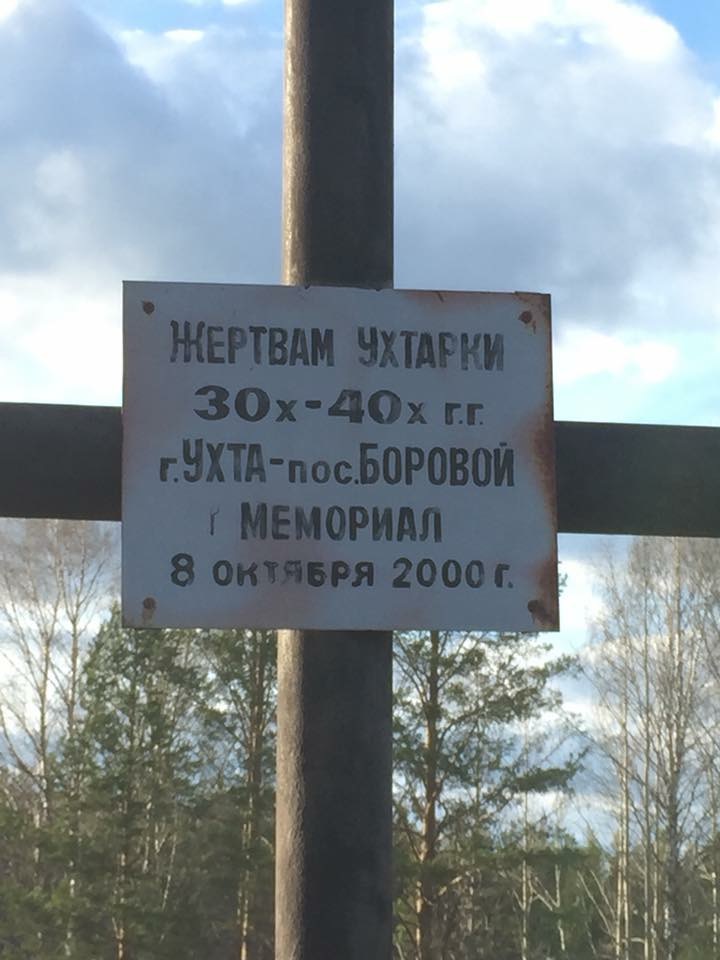 ЖЕРТВАМ УХТАРКИ
30х-40х г.г.
г.УХТА-пос.БОРОВОЙ
МЕМОРИАЛ
8 ОКТЯБРЯ 2000 г.